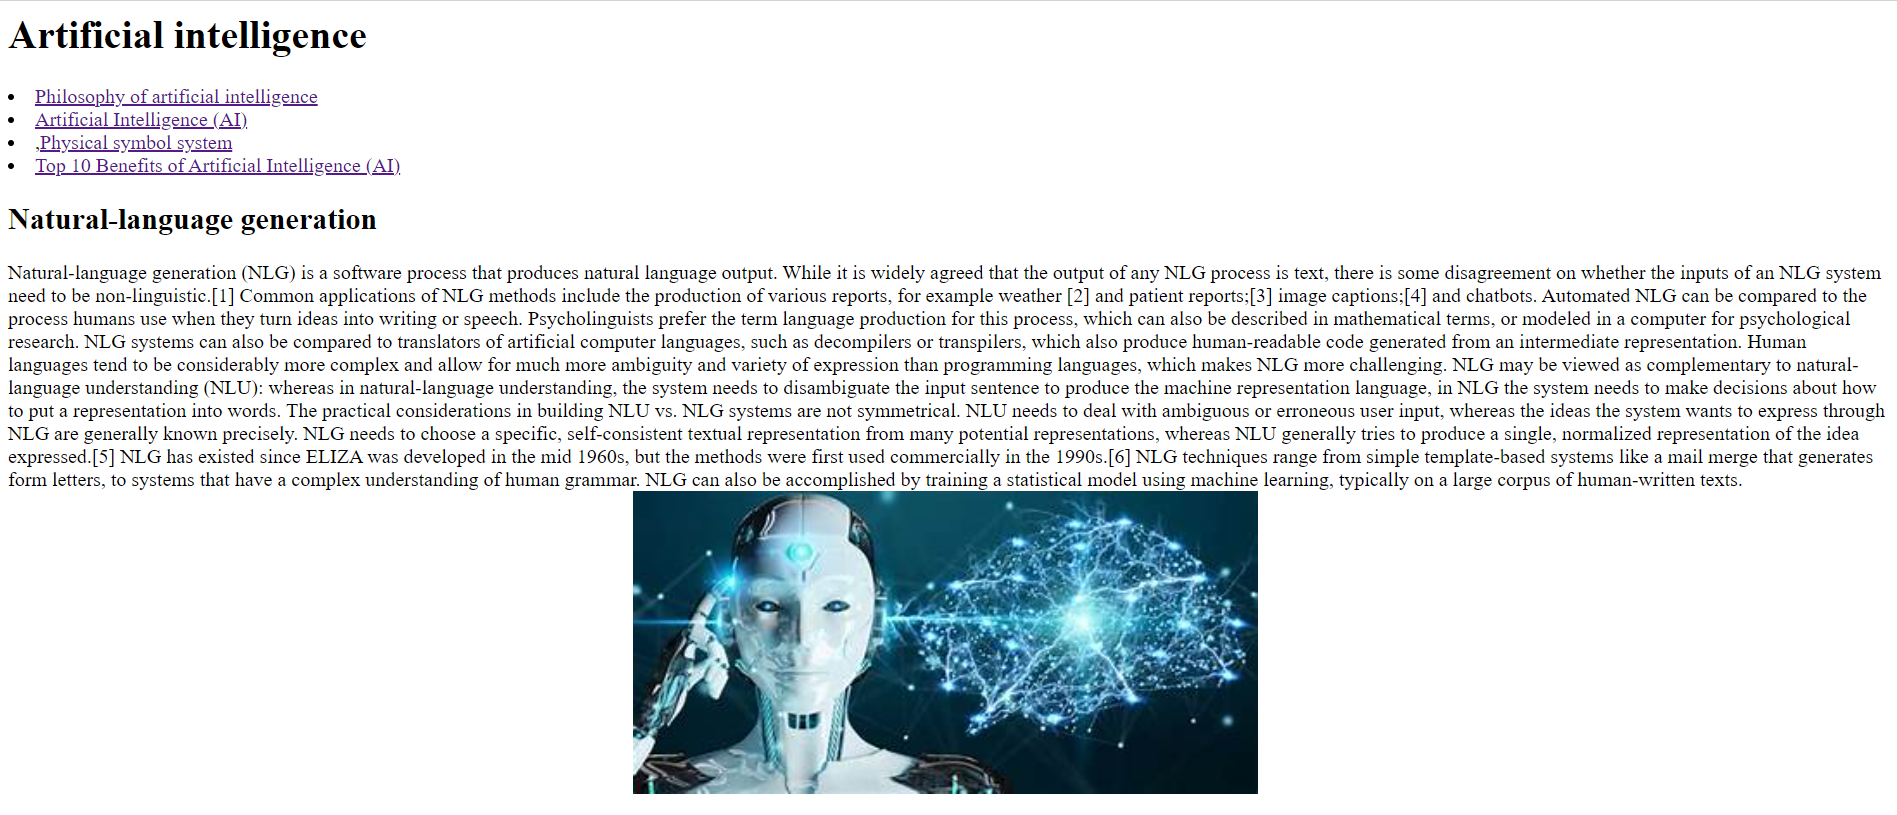 Artificial intelligence
Philosophy of artificial intelligence
Artificial Intelligence (AI)
,Physical symbol system
Top 10 Benefits of Artificial Intelligence (AI)
Natural-language generation
Natural-language generation (NLG) is a software process that produces natural language output. While it is widely agreed that the output of any NLG process is text, there is some disagreement on whether the inputs of an NLG system
need to be non-linguistic.[1] Common applications of NLG methods include the production of various reports, for example weather [2] and patient reports;[3] image captions;[4] and chatbots. Automated NLG can be compared to the
process humans use when they turn ideas into writing or speech. Psycholinguists prefer the term language production for this process, which can also be described in mathematical terms, or modeled in a computer for psychological
research. NLG systems can also be compared to translators of artificial computer languages, such as decompilers or transpilers, which also produce human-readable code generated from an intermediate representation. Human
languages tend to be considerably more complex and allow for much more ambiguity and variety of expression than programming languages, which makes NLG more challenging. NLG may be viewed as complementary to natural-
language understanding (NLU): whereas in natural-language understanding, the system needs to disambiguate the input sentence to produce the machine representation language, in NLG the system needs to make decisions about how
to put a representation into words. The practical considerations in building NLU vs. NLG systems are not symmetrical. NLU needs to deal with ambiguous or erroneous user input, whereas the ideas the system wants to express through
NLG are generally known precisely. NLG needs to choose a specific, self-consistent textual representation from many potential representations, whereas NLU generally tries to produce a single, normalized representation of the idea
expressed.[5] NLG has existed since ELIZA was developed in the mid 1960s, but the methods were first used commercially in the 1990s.[6] NLG techniques range from simple template-based systems like a mail merge that generates
form letters, to systems that have a complex understanding of human grammar. NLG can also be accomplished by training a statistical model using machine learning, typically on a large corpus of human-written texts.